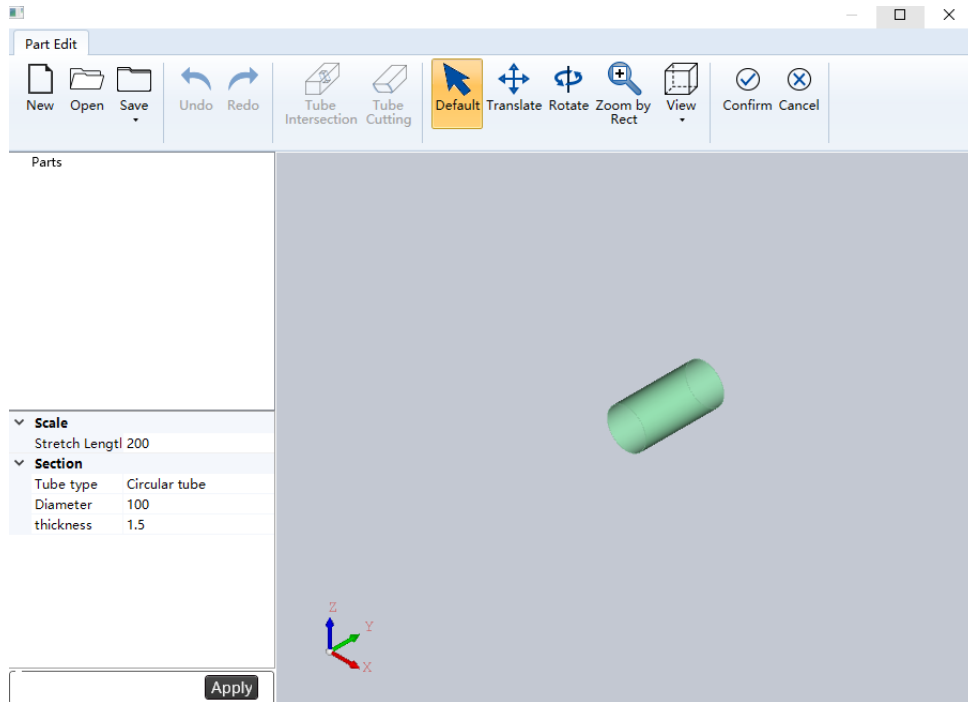 Part Edit
New Open Save Undo Redo Tube Intersection Tube Cutting Default Translate Rotate Zoom by Rect View Confirm Cancel
Parts
Scale
Stretch Lengtl 200
Section
Tube type Circular tube
Diameter 100
thickness 1.5
Z
Y
X
Apply